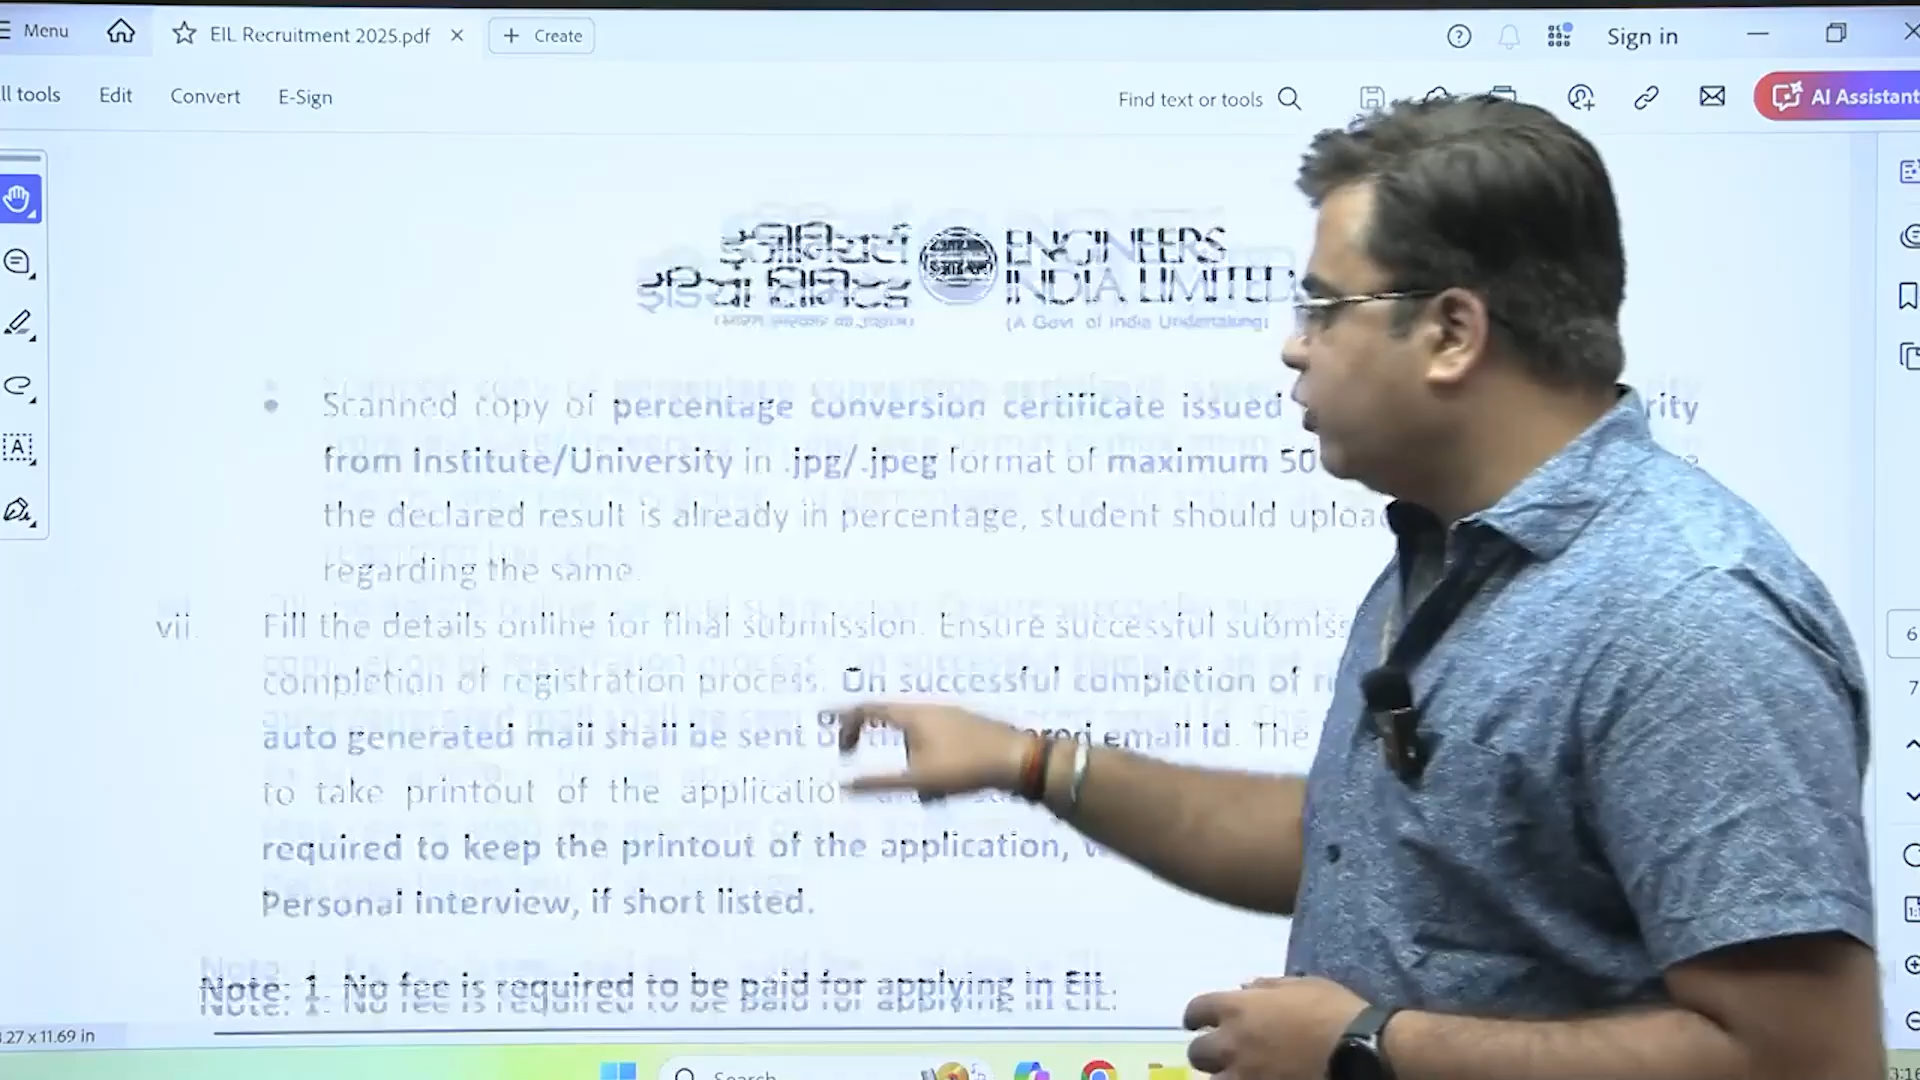 Menu
EIL Recruitment 2025.pdf
Create
Sign in
ll tools
Edit
Convert
E-Sign
Find text or tools
AI Assistant
इंजीनियर्स
इंडिया लिमिटेड
ENGINEERS
INDIA LIMITED
(A Govt of India Undertaking)
Scanned copy of percentage conversion certificate issued rity
from Institute/University in .jpg/.jpeg format of maximum 50
the declared result is already in percentage, student should upload
regarding the same.
vii. Fill the details online for final submission. Ensure successful submiss
completion of registration process. On successful completion of r
auto generated mail shall be sent email id. The
to take printout of the application
required to keep the printout of the application,
Personal interview, if short listed.
Note: 1. No fee is required to be paid for applying in EIL.
.27 x 11.69 in
6
7
Search
3:16